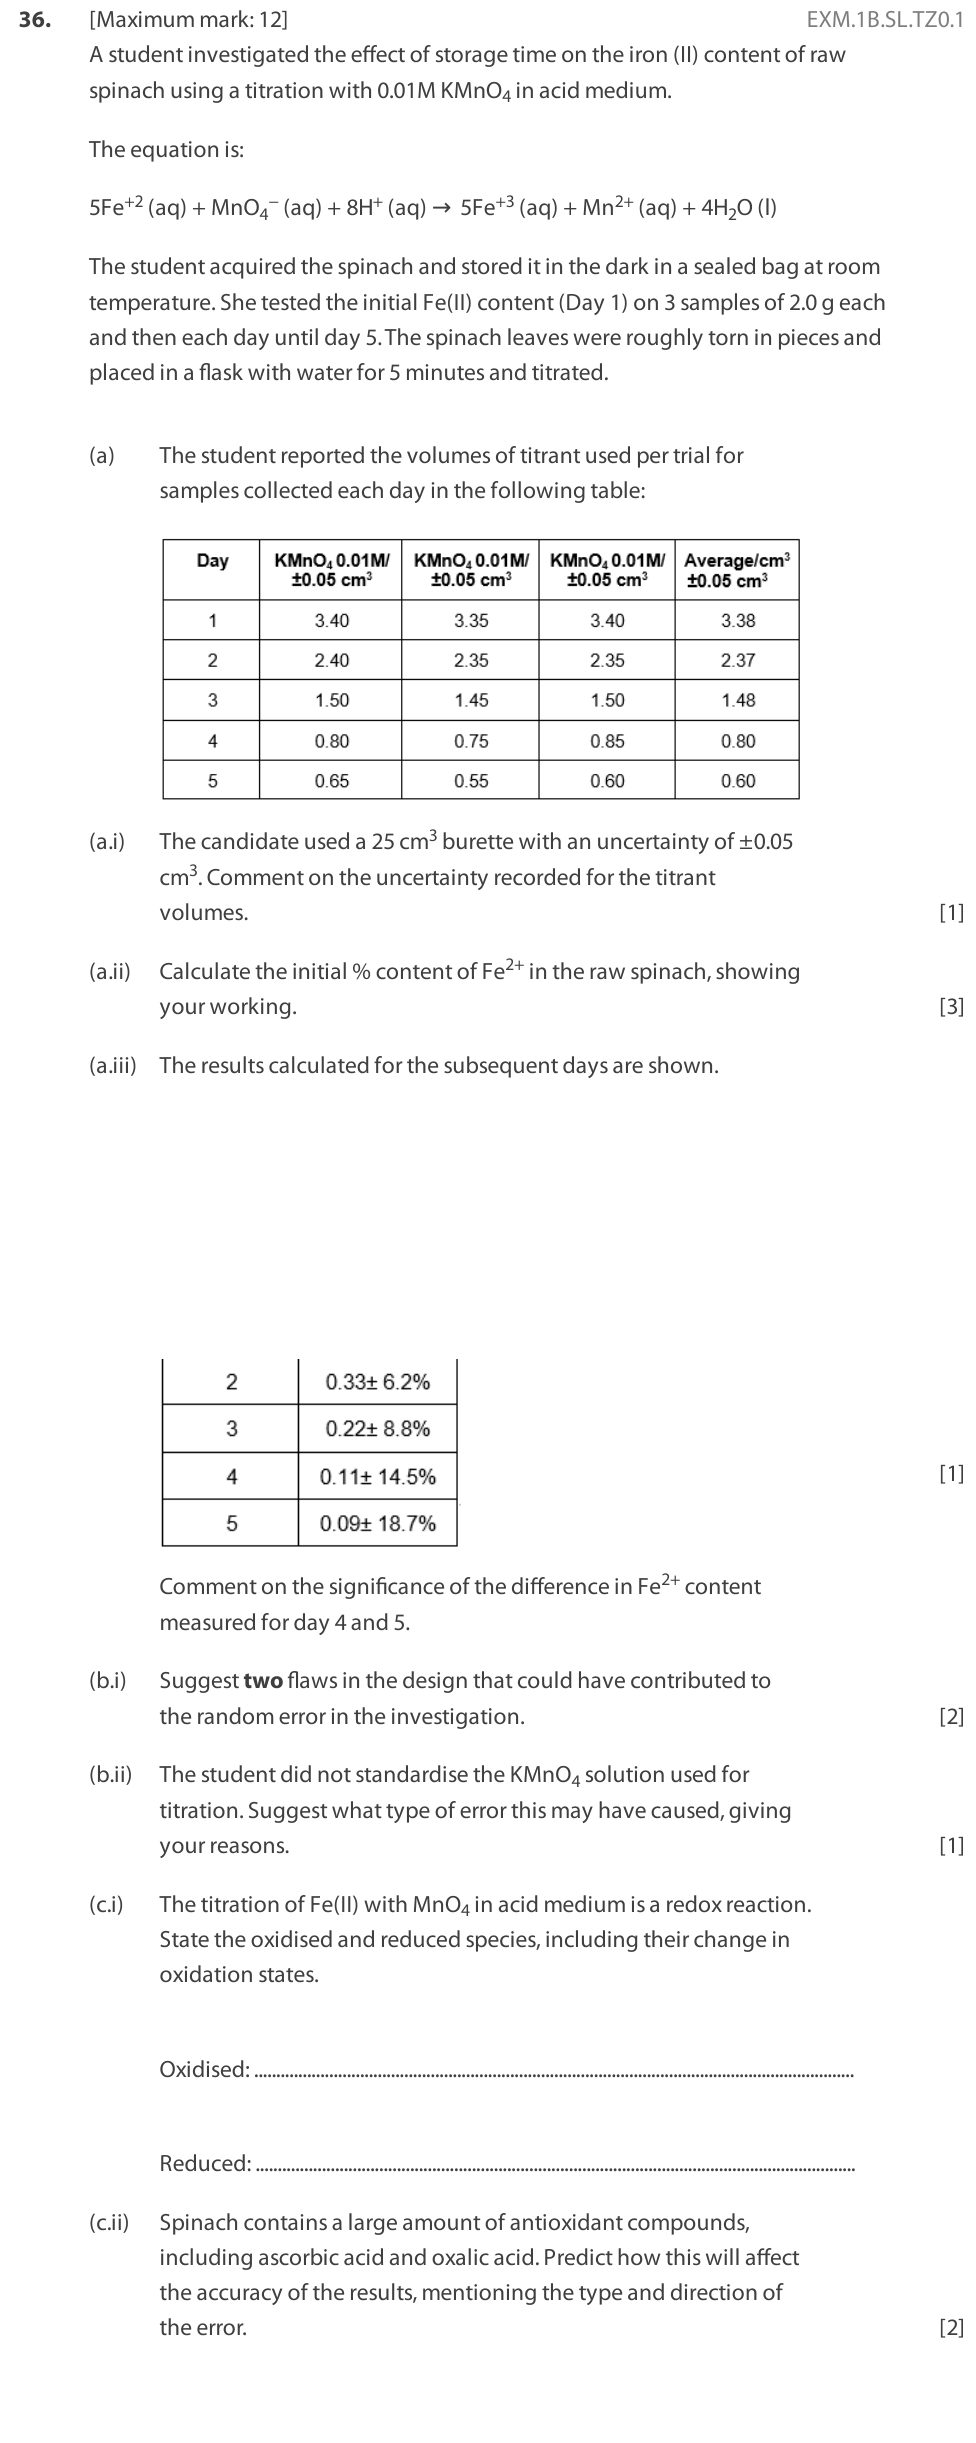 36. [Maximum mark: 12] EXM.1B.SL.TZ0.1
A student investigated the effect of storage time on the iron (II) content of raw
spinach using a titration with 0.01M KMnO₄ in acid medium.
The equation is:
5Fe⁺² (aq) + MnO₄⁻ (aq) + 8H⁺ (aq) → 5Fe⁺³ (aq) + Mn²⁺ (aq) + 4H₂O (l)
The student acquired the spinach and stored it in the dark in a sealed bag at room
temperature. She tested the initial Fe(II) content (Day 1) on 3 samples of 2.0 g each
and then each day until day 5. The spinach leaves were roughly torn in pieces and
placed in a flask with water for 5 minutes and titrated.
(a) The student reported the volumes of titrant used per trial for
samples collected each day in the following table:
Day KMnO₄ 0.01M/ KMnO₄ 0.01M/ KMnO₄ 0.01M/ Average/cm³
±0.05 cm³ ±0.05 cm³ ±0.05 cm³ ±0.05 cm³
1 3.40 3.35 3.40 3.38
2 2.40 2.35 2.35 2.37
3 1.50 1.45 1.50 1.48
4 0.80 0.75 0.85 0.80
5 0.65 0.55 0.60 0.60
(a.i) The candidate used a 25 cm³ burette with an uncertainty of ±0.05
cm³. Comment on the uncertainty recorded for the titrant
volumes. [1]
(a.ii) Calculate the initial % content of Fe²⁺ in the raw spinach, showing
your working. [3]
(a.iii) The results calculated for the subsequent days are shown.
2 0.33± 6.2%
3 0.22± 8.8%
4 0.11± 14.5% [1]
5 0.09± 18.7%
Comment on the significance of the difference in Fe²⁺ content
measured for day 4 and 5.
(b.i) Suggest two flaws in the design that could have contributed to
the random error in the investigation. [2]
(b.ii) The student did not standardise the KMnO₄ solution used for
titration. Suggest what type of error this may have caused, giving
your reasons. [1]
(c.i) The titration of Fe(II) with MnO₄ in acid medium is a redox reaction.
State the oxidised and reduced species, including their change in
oxidation states.
Oxidised: ..........................................................................................
Reduced: ..........................................................................................
(c.ii) Spinach contains a large amount of antioxidant compounds,
including ascorbic acid and oxalic acid. Predict how this will affect
the accuracy of the results, mentioning the type and direction of
the error. [2]